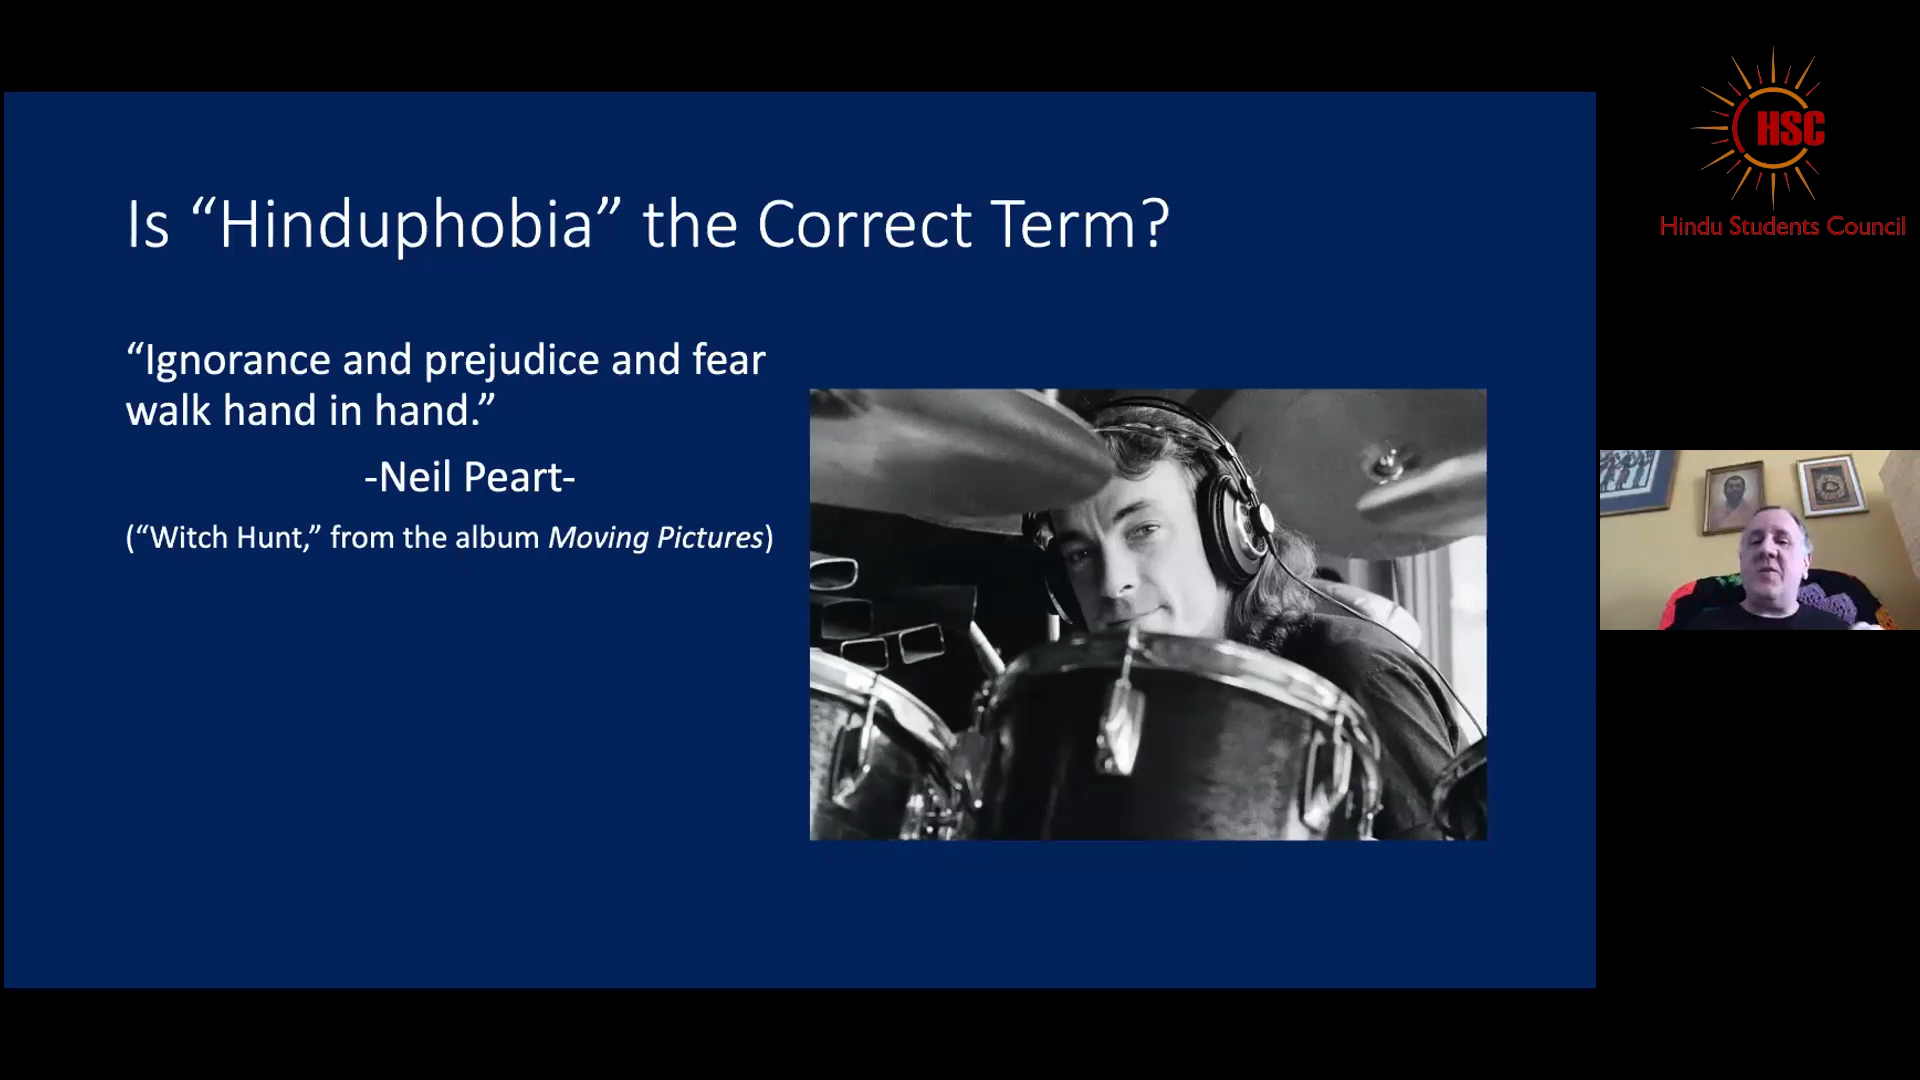 Is “Hinduphobia” the Correct Term?
“Ignorance and prejudice and fear
walk hand in hand.”
-Neil Peart-
(“Witch Hunt,” from the album Moving Pictures)
HSC
Hindu Students Council